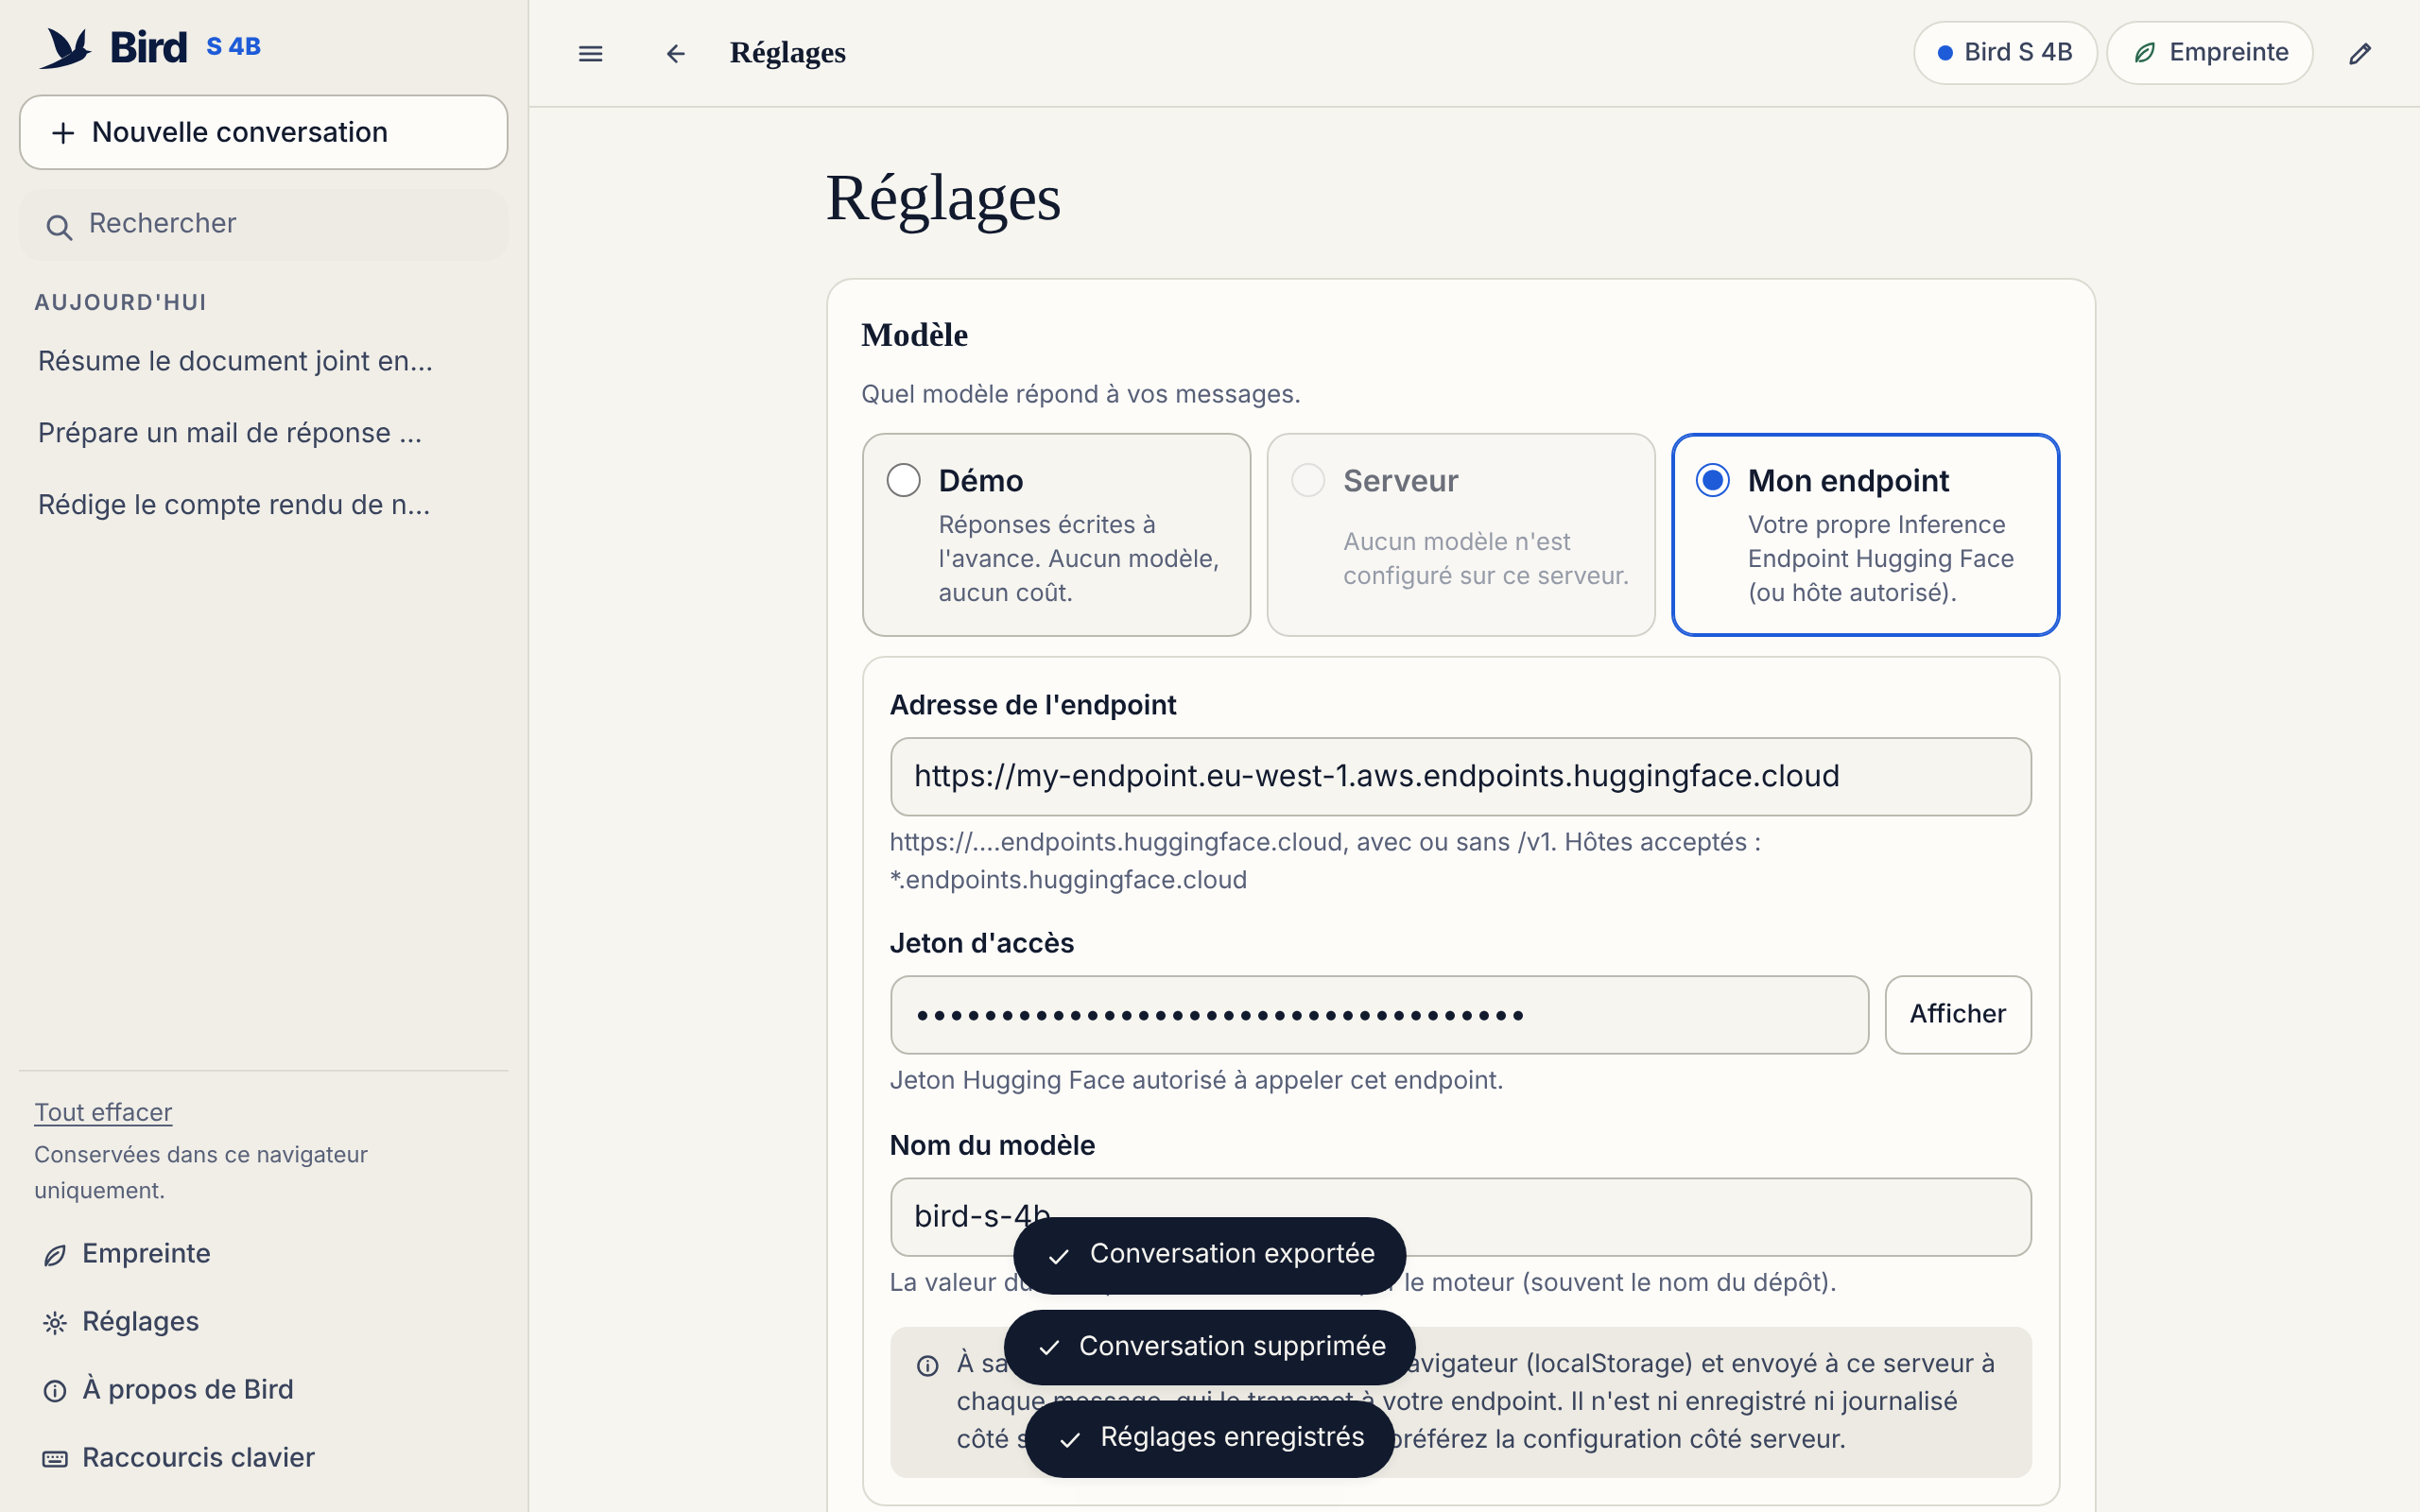 Bird S 4B
Nouvelle conversation
Rechercher
AUJOURD'HUI
Résume le document joint en...
Prépare un mail de réponse ...
Rédige le compte rendu de n...
Tout effacer
Conservées dans ce navigateur
uniquement.
Empreinte
Réglages
À propos de Bird
Raccourcis clavier
Réglages
Bird S 4B
Empreinte
Réglages
Modèle
Quel modèle répond à vos messages.
Démo
Réponses écrites à
l'avance. Aucun modèle,
aucun coût.
Serveur
Aucun modèle n'est
configuré sur ce serveur.
Mon endpoint
Votre propre Inference
Endpoint Hugging Face
(ou hôte autorisé).
Adresse de l'endpoint
https://my-endpoint.eu-west-1.aws.endpoints.huggingface.cloud
https://....endpoints.huggingface.cloud, avec ou sans /v1. Hôtes acceptés :
*.endpoints.huggingface.cloud
Jeton d'accès
••••••••••••••••••••••••••••••••••••
Afficher
Jeton Hugging Face autorisé à appeler cet endpoint.
Nom du modèle
bird-s-4b
Conversation exportée
La valeur le moteur (souvent le nom du dépôt).
Conversation supprimée
À (localStorage) et envoyé à ce serveur à
chaque message, qui le transmet à votre endpoint. Il n'est ni enregistré ni journalisé
Réglages enregistrés
côté préférez la configuration côté serveur.